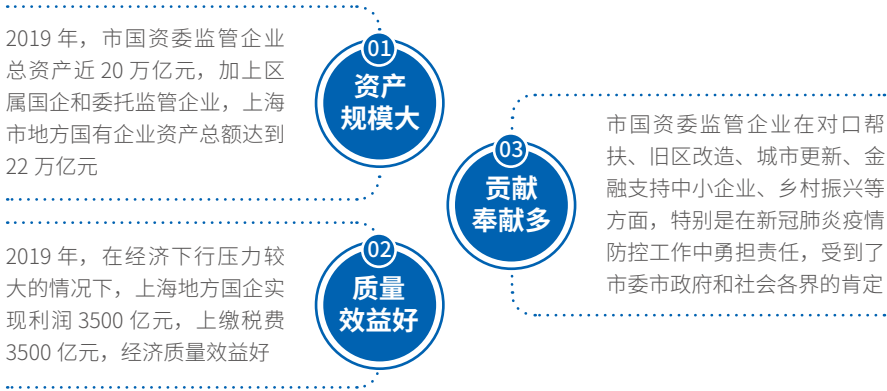 01
资产
规模大
2019 年，市国资委监管企业
总资产近 20 万亿元，加上区
属国企和委托监管企业，上海
市地方国有企业资产总额达到
22 万亿元
02
质量
效益好
2019 年，在经济下行压力较
大的情况下，上海地方国企实
现利润 3500 亿元，上缴税费
3500 亿元，经济质量效益好
03
贡献
奉献多
市国资委监管企业在对口帮
扶、旧区改造、城市更新、金
融支持中小企业、乡村振兴等
方面，特别是在新冠肺炎疫情
防控工作中勇担责任，受到了
市委市政府和社会各界的肯定